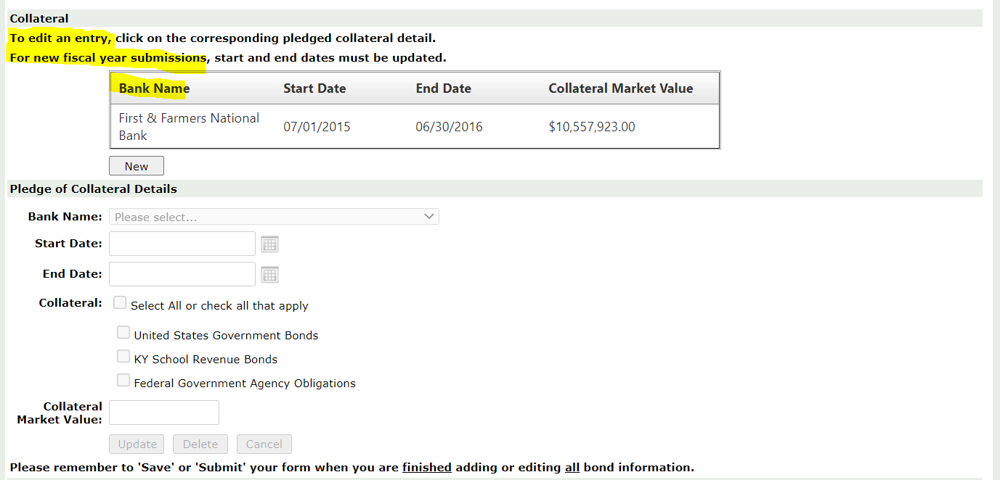 Collateral
To edit an entry, click on the corresponding pledged collateral detail.
For new fiscal year submissions, start and end dates must be updated.
Bank Name Start Date End Date Collateral Market Value
First & Farmers National
Bank 07/01/2015 06/30/2016 $10,557,923.00
New
Pledge of Collateral Details
Bank Name: Please select...
Start Date:
End Date:
Collateral: Select All or check all that apply
United States Government Bonds
KY School Revenue Bonds
Federal Government Agency Obligations
Collateral
Market Value:
Update Delete Cancel
Please remember to 'Save' or 'Submit' your form when you are finished adding or editing all bond information.